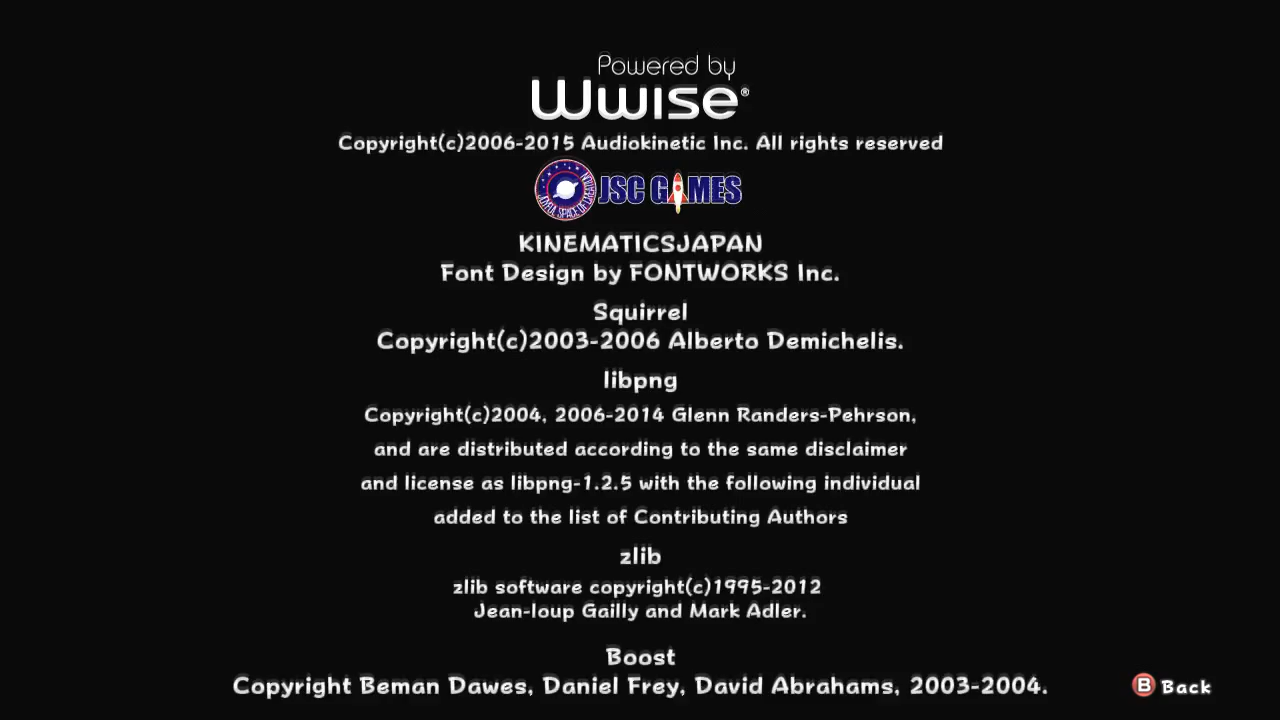 Powered by
Wwise®
Copyright(c)2006-2015 Audiokinetic Inc. All rights reserved
JOYFUL SPACE OF CREATION
JSC GAMES
KINEMATICSJAPAN
Font Design by FONTWORKS Inc.
Squirrel
Copyright(c)2003-2006 Alberto Demichelis.
libpng
Copyright(c)2004, 2006-2014 Glenn Randers-Pehrson,
and are distributed according to the same disclaimer
and license as libpng-1.2.5 with the following individual
added to the list of Contributing Authors
zlib
zlib software copyright(c)1995-2012
Jean-loup Gailly and Mark Adler.
Boost
Copyright Beman Dawes, Daniel Frey, David Abrahams, 2003-2004.
B Back